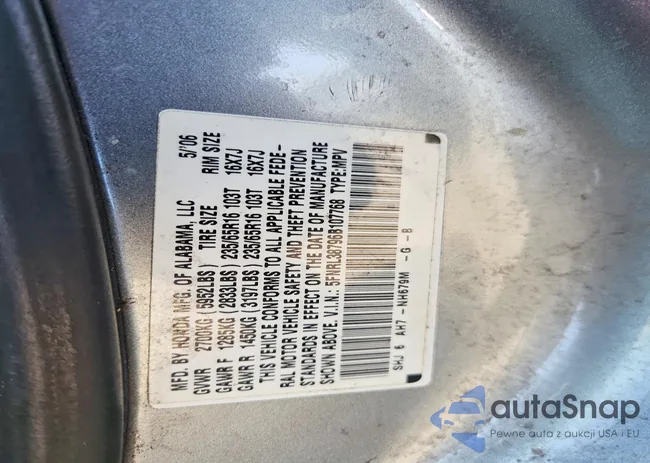 MFD. BY HONDA MFG. OF ALABAMA, LLC 5/'06
GVWR 2700KG (5952LBS) TIRE SIZE RIM SIZE
GAWR F 1285KG (2833LBS) 235/65R16 103T 16X7J
GAWR R 1450KG (3197LBS) 235/65R16 103T 16X7J
THIS VEHICLE CONFORMS TO ALL APPLICABLE FEDE-
RAL MOTOR VEHICLE SAFETY AND THEFT PREVENTION
STANDARDS IN EFFECT ON THE DATE OF MANUFACTURE
SHOWN ABOVE. V.I.N.: 5FNRL38796B107768 TYPE:MPV
SHJ 6 AH7 - NH679M - G - B
autaSnap
Pewne auta z aukcji USA i EU